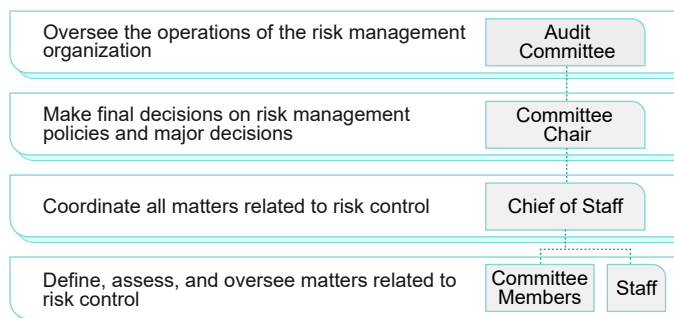 Oversee the operations of the risk management
organization
Audit
Committee
Make final decisions on risk management
policies and major decisions
Committee
Chair
Coordinate all matters related to risk control
Chief of Staff
Define, assess, and oversee matters related to
risk control
Committee
Members
Staff